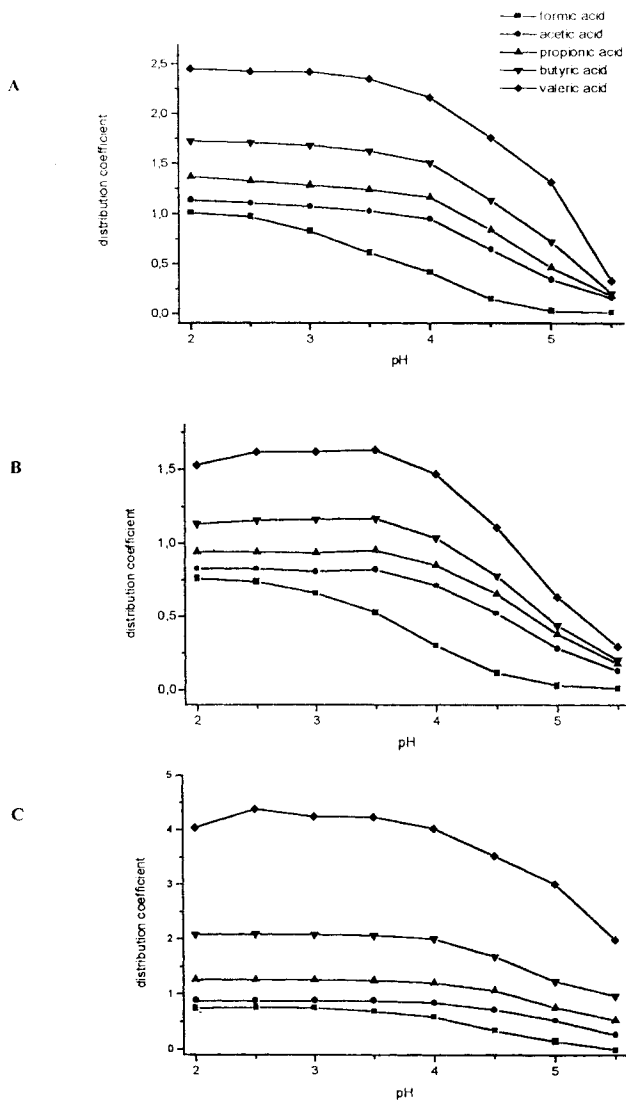 formic acid
acetic acid
propionic acid
butyric acid
valeric acid
A
2,5
2,0
1,5
1,0
0,5
0,0
distribution coefficient
2 3 4 5
pH
B
1,5
1,0
0,5
0,0
distribution coefficient
2 3 4 5
pH
C
5
4
3
2
1
0
distribution coefficient
2 3 4 5
pH